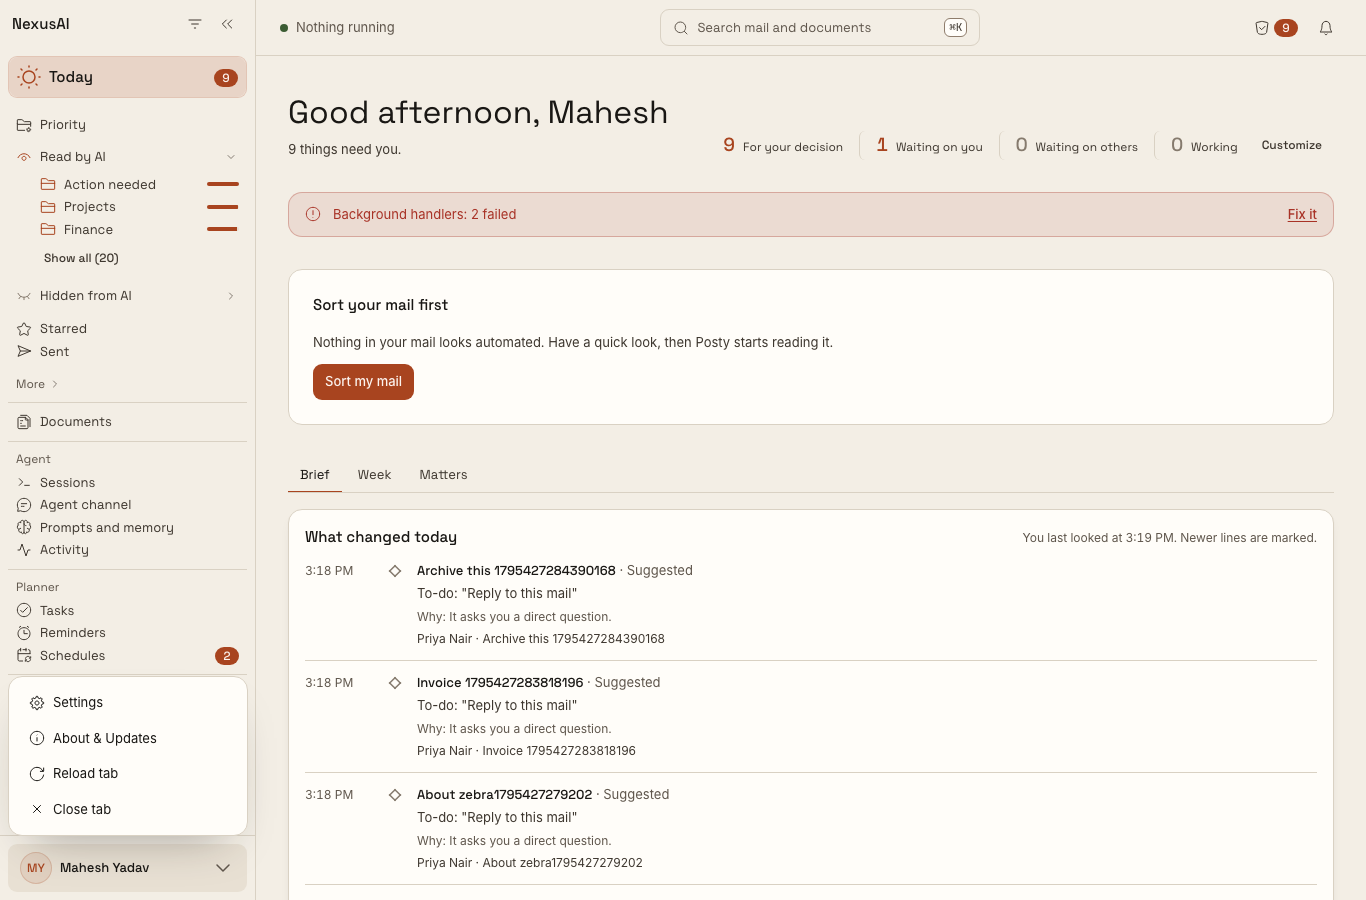 NexusAI
Today 9
Priority
Read by AI
Action needed
Projects
Finance
Show all (20)
Hidden from AI
Starred
Sent
More
Documents
Agent
Sessions
Agent channel
Prompts and memory
Activity
Planner
Tasks
Reminders
Schedules 2
Settings
About & Updates
Reload tab
Close tab
MY Mahesh Yadav
Nothing running
Search mail and documents ⌘K
9
Good afternoon, Mahesh
9 things need you.
9 For your decision 1 Waiting on you 0 Waiting on others 0 Working Customize
Background handlers: 2 failed Fix it
Sort your mail first
Nothing in your mail looks automated. Have a quick look, then Posty starts reading it.
Sort my mail
Brief Week Matters
What changed today You last looked at 3:19 PM. Newer lines are marked.
3:18 PM Archive this 1795427284390168 · Suggested
To-do: "Reply to this mail"
Why: It asks you a direct question.
Priya Nair · Archive this 1795427284390168
3:18 PM Invoice 1795427283818196 · Suggested
To-do: "Reply to this mail"
Why: It asks you a direct question.
Priya Nair · Invoice 1795427283818196
3:18 PM About zebra1795427279202 · Suggested
To-do: "Reply to this mail"
Why: It asks you a direct question.
Priya Nair · About zebra1795427279202